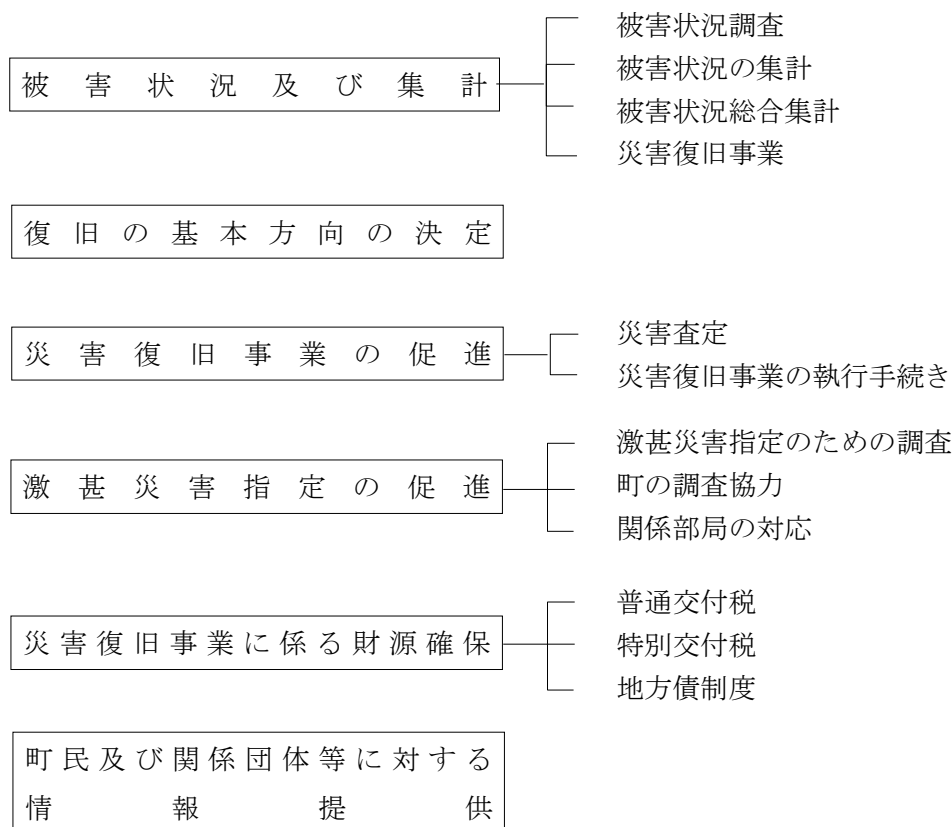 被害状況及び集計
被害状況調査
被害状況の集計
被害状況総合集計
災害復旧事業
復旧の基本方向の決定
災害復旧事業の促進
災害査定
災害復旧事業の執行手続き
激甚災害指定の促進
激甚災害指定のための調査
町の調査協力
関係部局の対応
災害復旧事業に係る財源確保
普通交付税
特別交付税
地方債制度
町民及び関係団体等に対する
情報提供